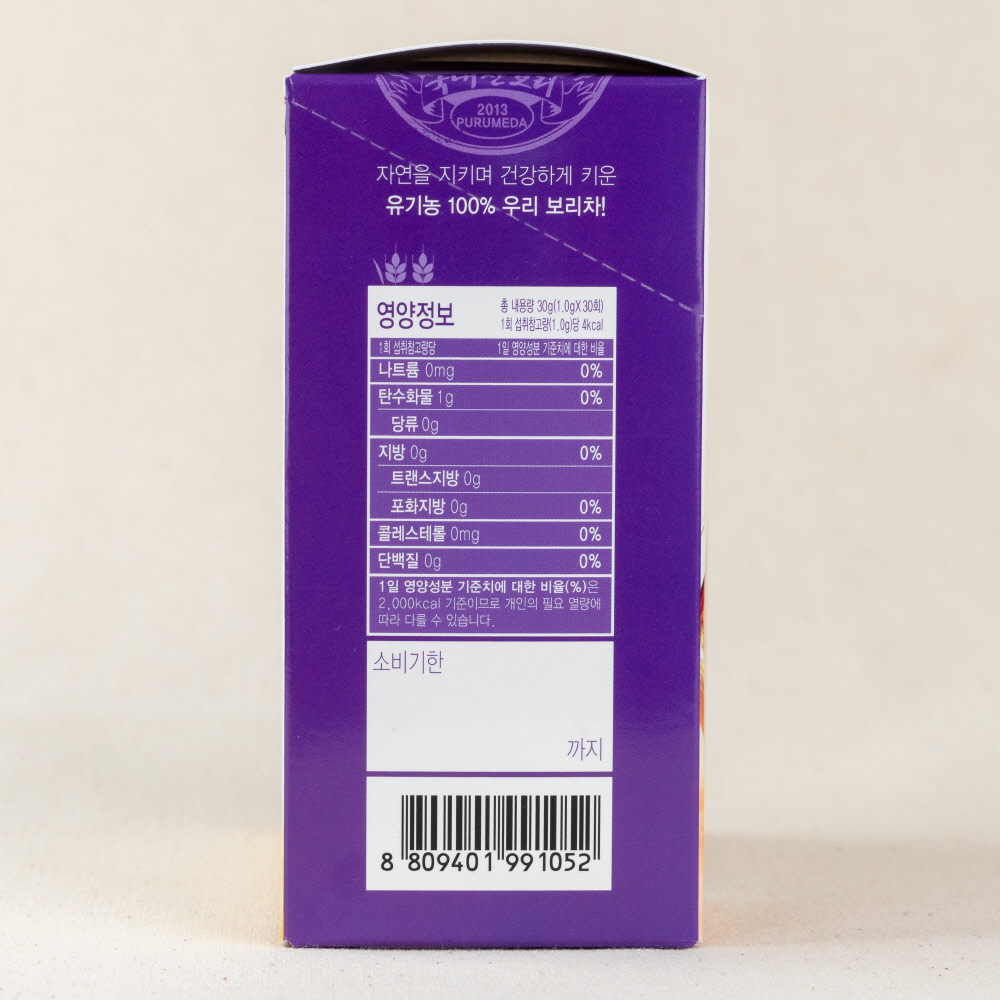 국내산 보리
2013
PURUMEDA
자연을 지키며 건강하게 키운
유기농 100% 우리 보리차!
영양정보
총 내용량 30g(1.0gX30회)
1회 섭취참고량(1.0g)당 4kcal
1회 섭취참고량당 1일 영양성분 기준치에 대한 비율
나트륨 0mg 0%
탄수화물 1g 0%
당류 0g
지방 0g 0%
트랜스지방 0g
포화지방 0g 0%
콜레스테롤 0mg 0%
단백질 0g 0%
1일 영양성분 기준치에 대한 비율(%)은
2,000kcal 기준이므로 개인의 필요 열량에
따라 다를 수 있습니다.
소비기한
까지
8 809401 991052